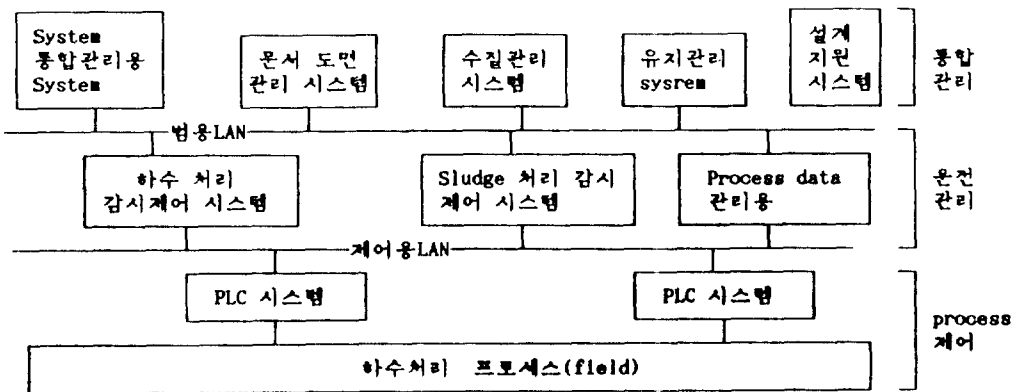 System
통합관리용
System
문서 도면
관리 시스템
수집관리
시스템
유지관리
sysrem
설계
지원
시스템
통합
관리
범용LAN
하수 처리
감시제어 시스템
Sludge 처리 감시
제어 시스템
Process data
관리용
운전
관리
제어용LAN
PLC 시스템
PLC 시스템
process
제어
하수처리 프로세스(field)